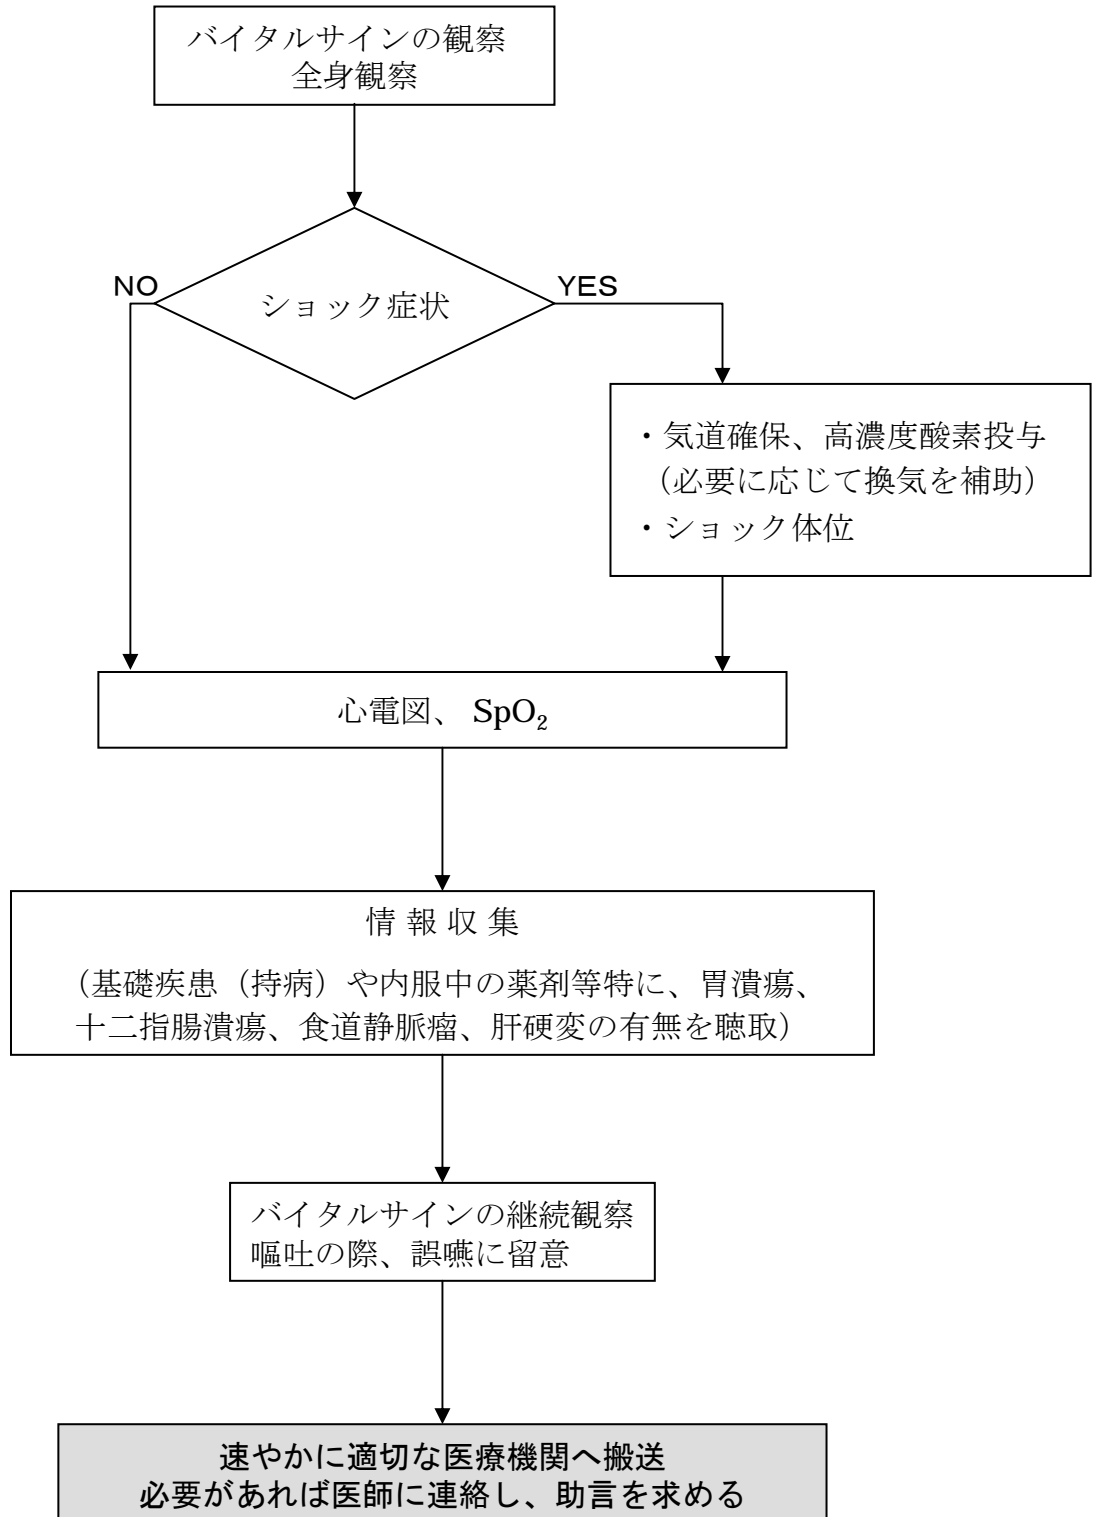 バイタルサインの観察
全身観察
NO
YES
ショック症状
・気道確保、高濃度酸素投与
（必要に応じて換気を補助）
・ショック体位
心電図、 SpO₂
情 報 収 集
（基礎疾患（持病）や内服中の薬剤等特に、胃潰瘍、
十二指腸潰瘍、食道静脈瘤、肝硬変の有無を聴取）
バイタルサインの継続観察
嘔吐の際、誤嚥に留意
速やかに適切な医療機関へ搬送
必要があれば医師に連絡し、助言を求める